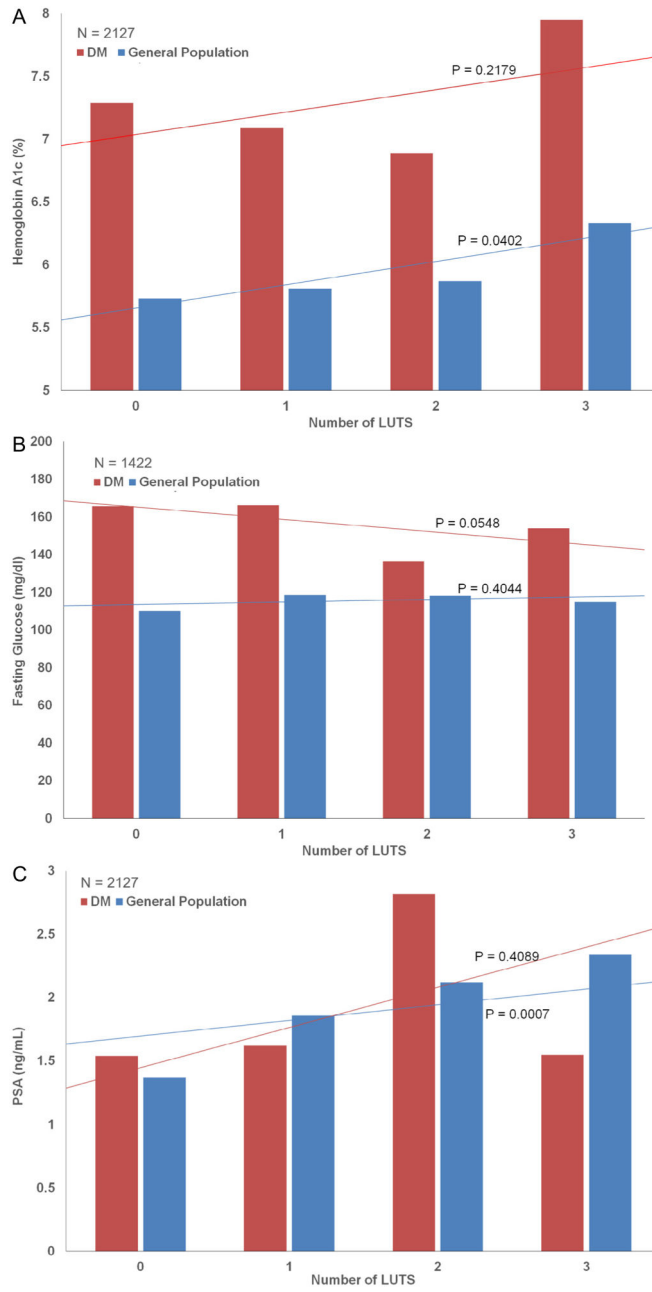 A
N = 2127
DM General Population
8
7.5
7
6.5
6
5.5
5
Hemoglobin A1c (%)
P = 0.2179
P = 0.0402
0 1 2 3
Number of LUTS
B
N = 1422
DM General Population
200
180
160
140
120
100
80
60
40
20
0
Fasting Glucose (mg/dl)
P = 0.0548
P = 0.4044
0 1 2 3
Number of LUTS
C
N = 2127
DM General Population
3
2.5
2
1.5
1
0.5
0
PSA (ng/mL)
P = 0.4089
P = 0.0007
0 1 2 3
Number of LUTS